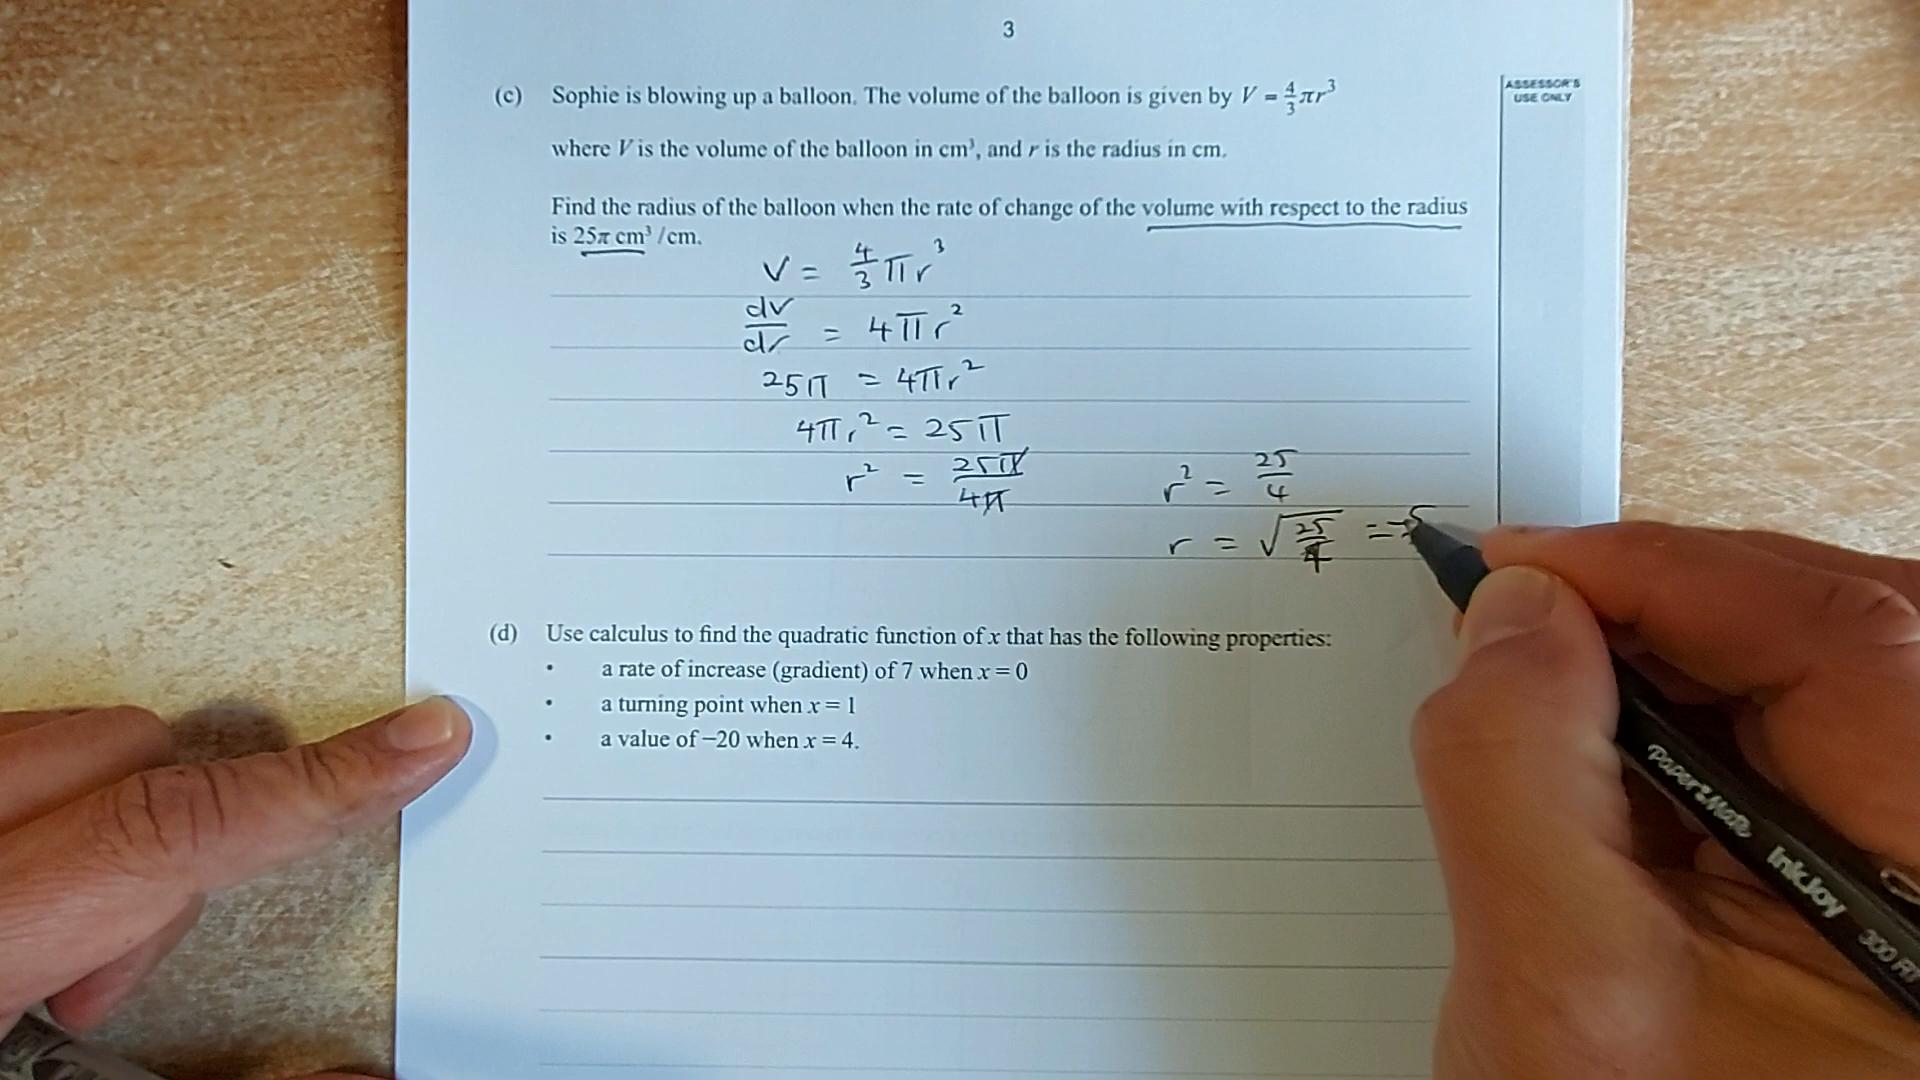 3
ASSESSOR'S
USE ONLY
(c) Sophie is blowing up a balloon. The volume of the balloon is given by V = 4/3 πr³
where V is the volume of the balloon in cm³, and r is the radius in cm.
Find the radius of the balloon when the rate of change of the volume with respect to the radius
is 25π cm³ /cm.
V = 4/3 πr³
dv/dr = 4πr²
25π = 4πr²
4πr² = 25π
r² = 25π/4π
r² = 25/4
r = √25/4 =
(d) Use calculus to find the quadratic function of x that has the following properties:
• a rate of increase (gradient) of 7 when x = 0
• a turning point when x = 1
• a value of –20 when x = 4.
PaperMate InkJoy 300 RT